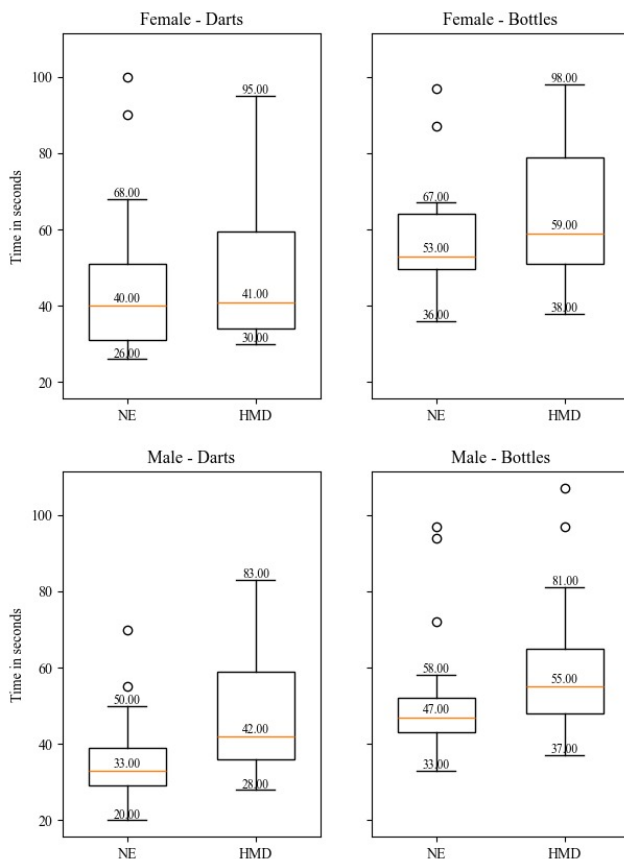 Female - Darts
Female - Bottles
Time in seconds
100
80
60
40
20
68.00
40.00
26.00
95.00
41.00
30.00
NE
HMD
67.00
53.00
36.00
98.00
59.00
38.00
NE
HMD
Male - Darts
Male - Bottles
Time in seconds
100
80
60
40
20
50.00
33.00
20.00
83.00
42.00
28.00
NE
HMD
58.00
47.00
33.00
81.00
55.00
37.00
NE
HMD